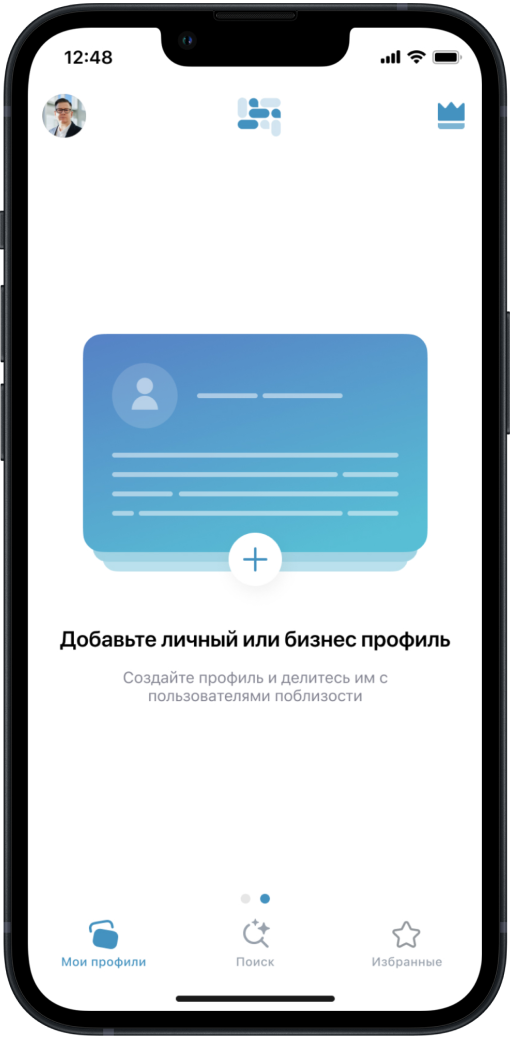 12:48
Добавьте личный или бизнес профиль
Создайте профиль и делитесь им с
пользователями поблизости
Мои профили
Поиск
Избранные